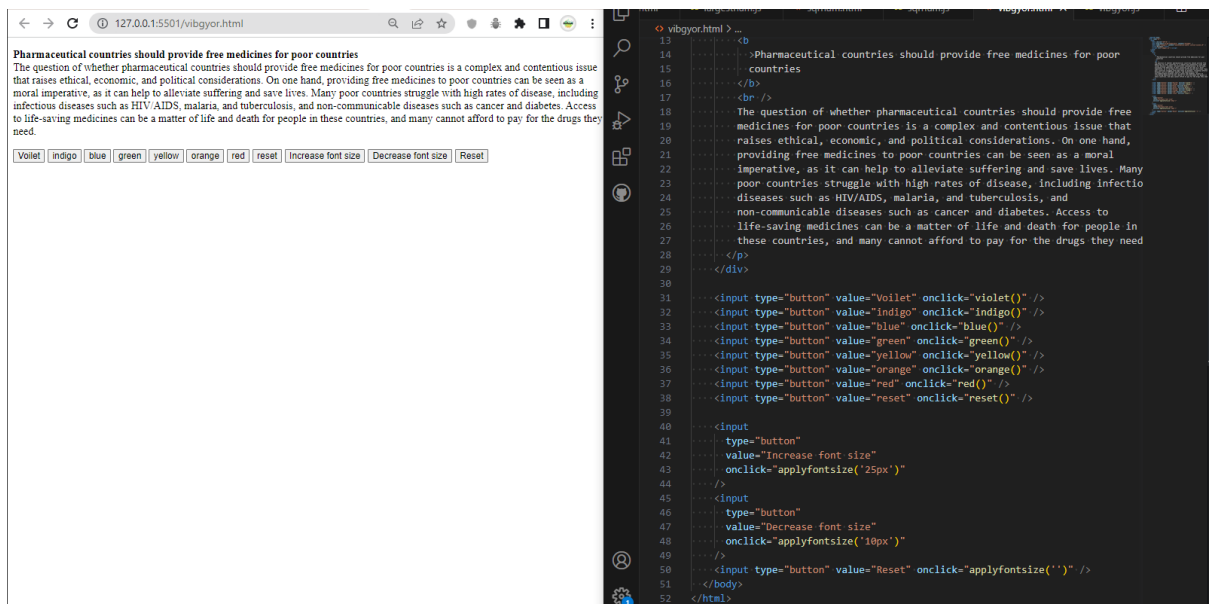 127.0.0.1:5501/vibgyor.html
Pharmaceutical countries should provide free medicines for poor countries
The question of whether pharmaceutical countries should provide free medicines for poor countries is a complex and contentious issue
that raises ethical, economic, and political considerations. On one hand, providing free medicines to poor countries can be seen as a
moral imperative, as it can help to alleviate suffering and save lives. Many poor countries struggle with high rates of disease, including
infectious diseases such as HIV/AIDS, malaria, and tuberculosis, and non-communicable diseases such as cancer and diabetes. Access
to life-saving medicines can be a matter of life and death for people in these countries, and many cannot afford to pay for the drugs they
need.
Voilet indigo blue green yellow orange red reset Increase font size Decrease font size Reset
vibgyor.html > ...
13 <b
14 >Pharmaceutical countries should provide free medicines for poor
15 countries
16 </b>
17 <br />
18 The question of whether pharmaceutical countries should provide free
19 medicines for poor countries is a complex and contentious issue that
20 raises ethical, economic, and political considerations. On one hand,
21 providing free medicines to poor countries can be seen as a moral
22 imperative, as it can help to alleviate suffering and save lives. Many
23 poor countries struggle with high rates of disease, including infectio
24 diseases such as HIV/AIDS, malaria, and tuberculosis, and
25 non-communicable diseases such as cancer and diabetes. Access to
26 life-saving medicines can be a matter of life and death for people in
27 these countries, and many cannot afford to pay for the drugs they need
28 </p>
29 </div>
30
31 <input type="button" value="Voilet" onclick="violet()" />
32 <input type="button" value="indigo" onclick="indigo()" />
33 <input type="button" value="blue" onclick="blue()" />
34 <input type="button" value="green" onclick="green()" />
35 <input type="button" value="yellow" onclick="yellow()" />
36 <input type="button" value="orange" onclick="orange()" />
37 <input type="button" value="red" onclick="red()" />
38 <input type="button" value="reset" onclick="reset()" />
39
40 <input
41 type="button"
42 value="Increase font size"
43 onclick="applyfontsize('25px')"
44 />
45 <input
46 type="button"
47 value="Decrease font size"
48 onclick="applyfontsize('10px')"
49 />
50 <input type="button" value="Reset" onclick="applyfontsize('')" />
51 </body>
52 </html>